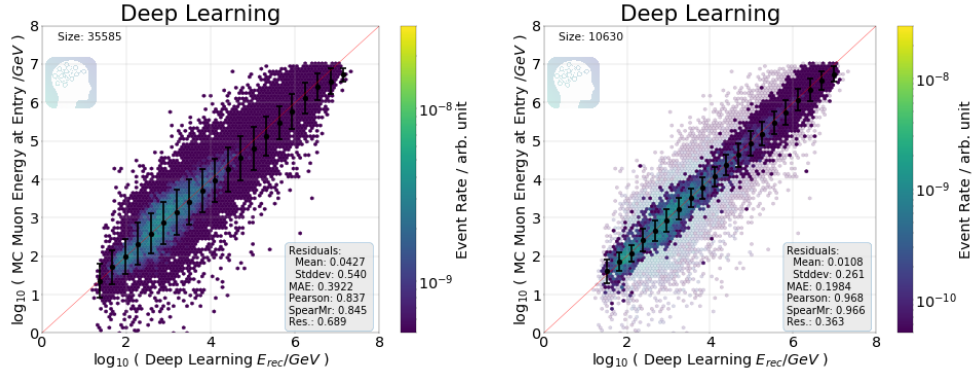 Deep Learning
8
7
6
5
4
3
2
1
0
log10 ( MC Muon Energy at Entry /GeV )
Size: 35585
Residuals:
Mean: 0.0427
Stddev: 0.540
MAE: 0.3922
Pearson: 0.837
SpearMr: 0.845
Res.: 0.689
0 2 4 6 8
log10 ( Deep Learning Erec/GeV )
10−8
10−9
Event Rate / arb. unit
Deep Learning
8
7
6
5
4
3
2
1
0
log10 ( MC Muon Energy at Entry /GeV )
Size: 10630
Residuals:
Mean: 0.0108
Stddev: 0.261
MAE: 0.1984
Pearson: 0.968
SpearMr: 0.966
Res.: 0.363
0 2 4 6 8
log10 ( Deep Learning Erec/GeV )
10−8
10−9
10−10
Event Rate / arb. unit